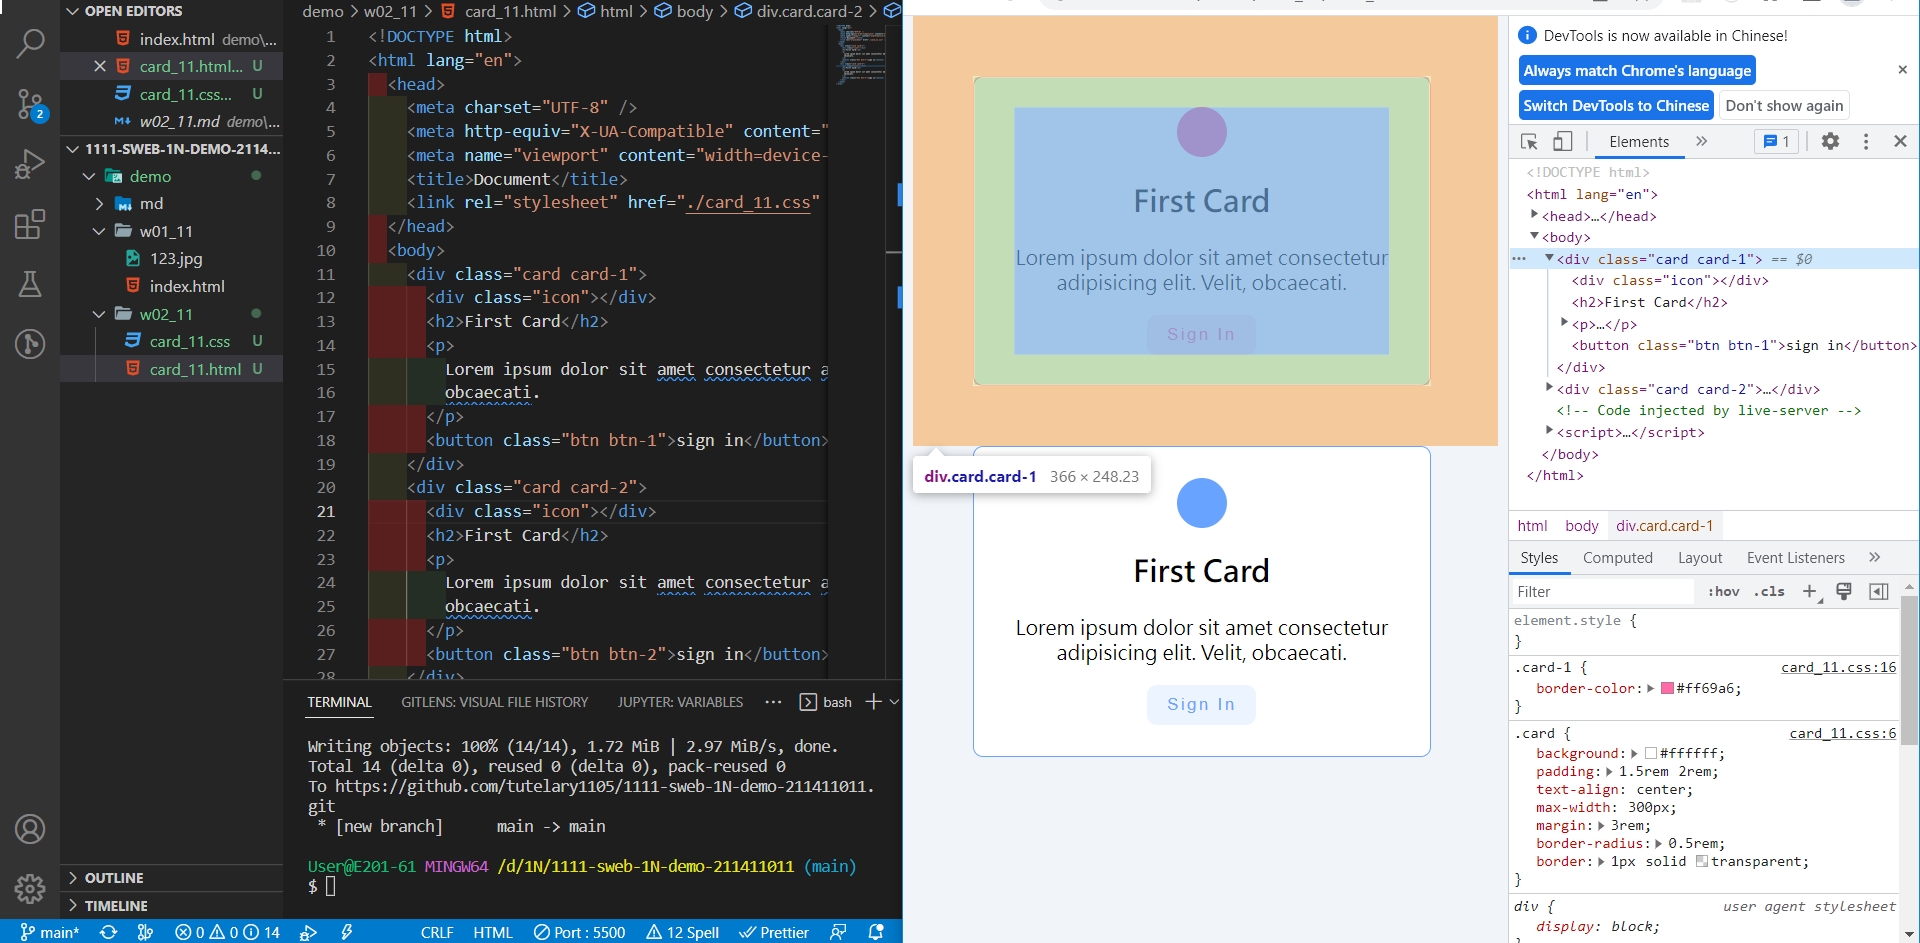 OPEN EDITORS
index.html demo\...
card_11.html... U
card_11.css... U
w02_11.md demo\...
1111-SWEB-1N-DEMO-2114...
demo
md
w01_11
123.jpg
index.html
w02_11
card_11.css U
card_11.html U
OUTLINE
TIMELINE
2
demo > w02_11 > card_11.html > html > body > div.card.card-2 >
1 <!DOCTYPE html>
2 <html lang="en">
3 <head>
4 <meta charset="UTF-8" />
5 <meta http-equiv="X-UA-Compatible" content="
6 <meta name="viewport" content="width=device-
7 <title>Document</title>
8 <link rel="stylesheet" href="./card_11.css"
9 </head>
10 <body>
11 <div class="card card-1">
12 <div class="icon"></div>
13 <h2>First Card</h2>
14 <p>
15 Lorem ipsum dolor sit amet consectetur a
16 obcaecati.
17 </p>
18 <button class="btn btn-1">sign in</button>
19 </div>
20 <div class="card card-2">
21 <div class="icon"></div>
22 <h2>First Card</h2>
23 <p>
24 Lorem ipsum dolor sit amet consectetur a
25 obcaecati.
26 </p>
27 <button class="btn btn-2">sign in</button>
28 </div>
TERMINAL GITLENS: VISUAL FILE HISTORY JUPYTER: VARIABLES ... bash
Writing objects: 100% (14/14), 1.72 MiB | 2.97 MiB/s, done.
Total 14 (delta 0), reused 0 (delta 0), pack-reused 0
To https://github.com/tutelary1105/1111-sweb-1N-demo-211411011.
git
* [new branch] main -> main
User@E201-61 MINGW64 /d/1N/1111-sweb-1N-demo-211411011 (main)
$
main* 0 0 14 CRLF HTML Port : 5500 12 Spell Prettier
First Card
Lorem ipsum dolor sit amet consectetur
adipisicing elit. Velit, obcaecati.
Sign In
div.card.card-1 366 × 248.23
First Card
Lorem ipsum dolor sit amet consectetur
adipisicing elit. Velit, obcaecati.
Sign In
DevTools is now available in Chinese!
Always match Chrome's language
Switch DevTools to Chinese Don't show again
Elements 1
<!DOCTYPE html>
<html lang="en">
<head>…</head>
<body>
... <div class="card card-1"> == $0
<div class="icon"></div>
<h2>First Card</h2>
<p>…</p>
<button class="btn btn-1">sign in</button>
</div>
<div class="card card-2">…</div>
<!-- Code injected by live-server -->
<script>…</script>
</body>
</html>
html body div.card.card-1
Styles Computed Layout Event Listeners
Filter :hov .cls
element.style {
}
.card-1 { card_11.css:16
border-color: #ff69a6;
}
.card { card_11.css:6
background: #ffffff;
padding: 1.5rem 2rem;
text-align: center;
max-width: 300px;
margin: 3rem;
border-radius: 0.5rem;
border: 1px solid transparent;
}
div { user agent stylesheet
display: block;